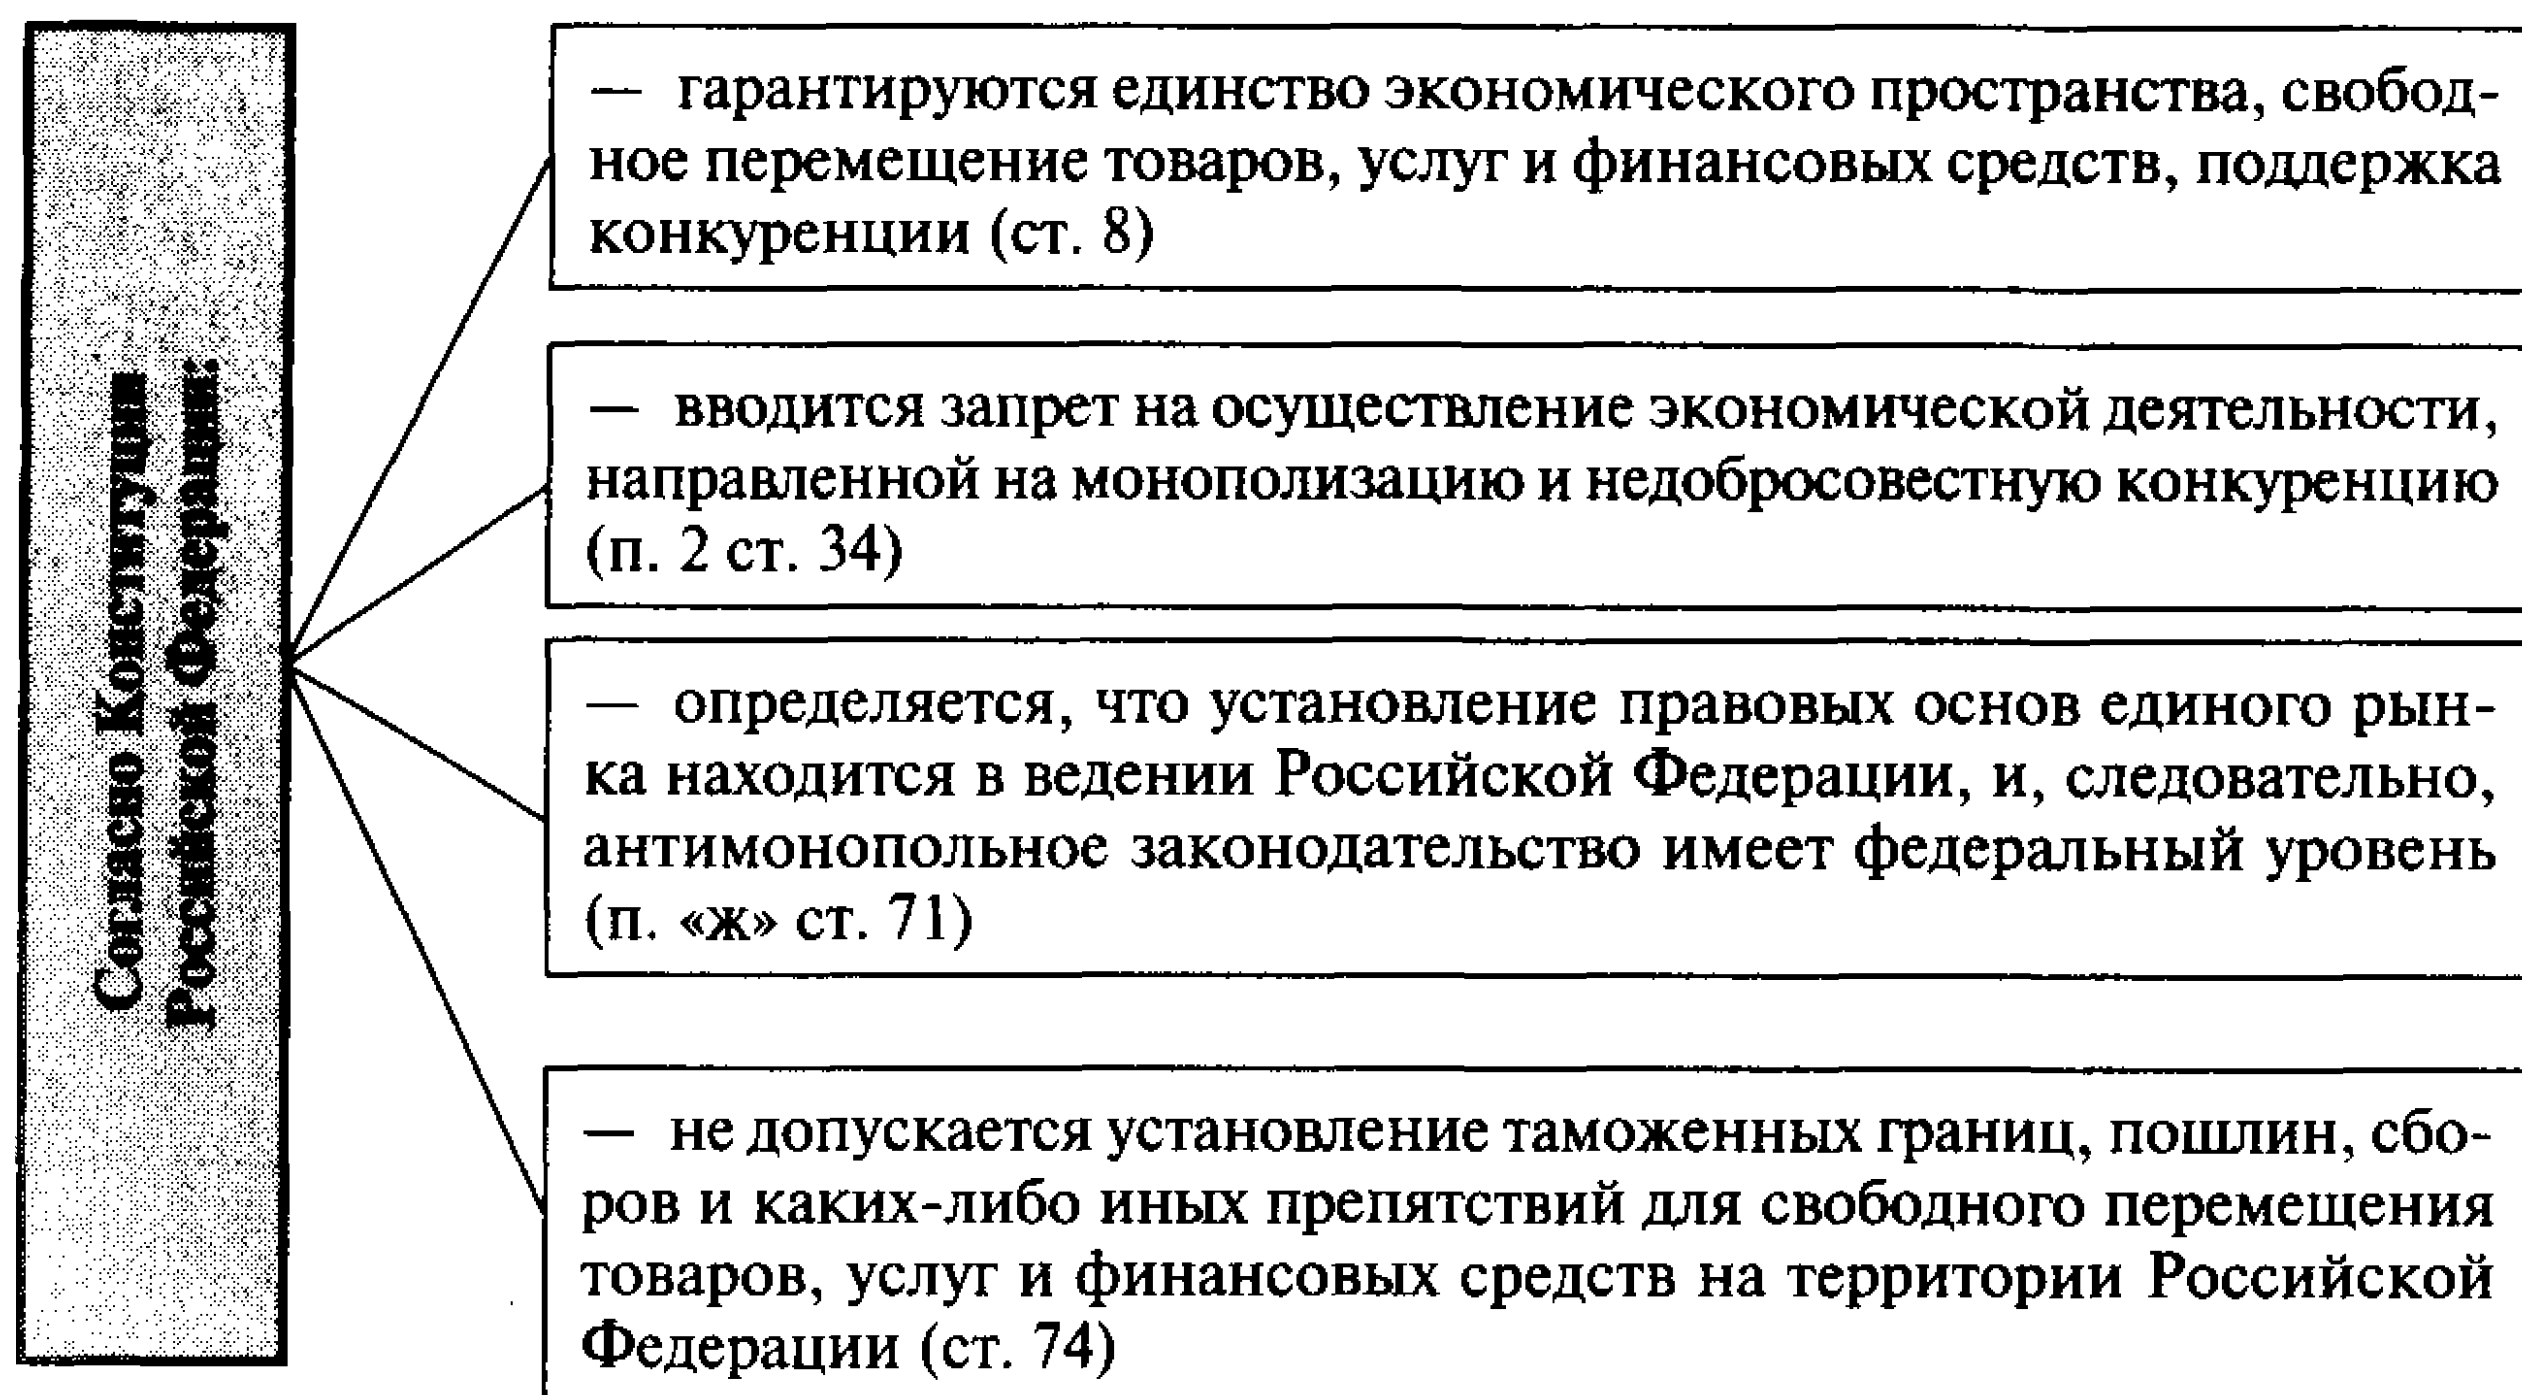 Согласно Конституции
Российской Федерации:
— гарантируются единство экономического пространства, свобод-
ное перемещение товаров, услуг и финансовых средств, поддержка
конкуренции (ст. 8)
— вводится запрет на осуществление экономической деятельности,
направленной на монополизацию и недобросовестную конкуренцию
(п. 2 ст. 34)
— определяется, что установление правовых основ единого рын-
ка находится в ведении Российской Федерации, и, следовательно,
антимонопольное законодательство имеет федеральный уровень
(п. «ж» ст. 71)
— не допускается установление таможенных границ, пошлин, сбо-
ров и каких-либо иных препятствий для свободного перемещения
товаров, услуг и финансовых средств на территории Российской
Федерации (ст. 74)